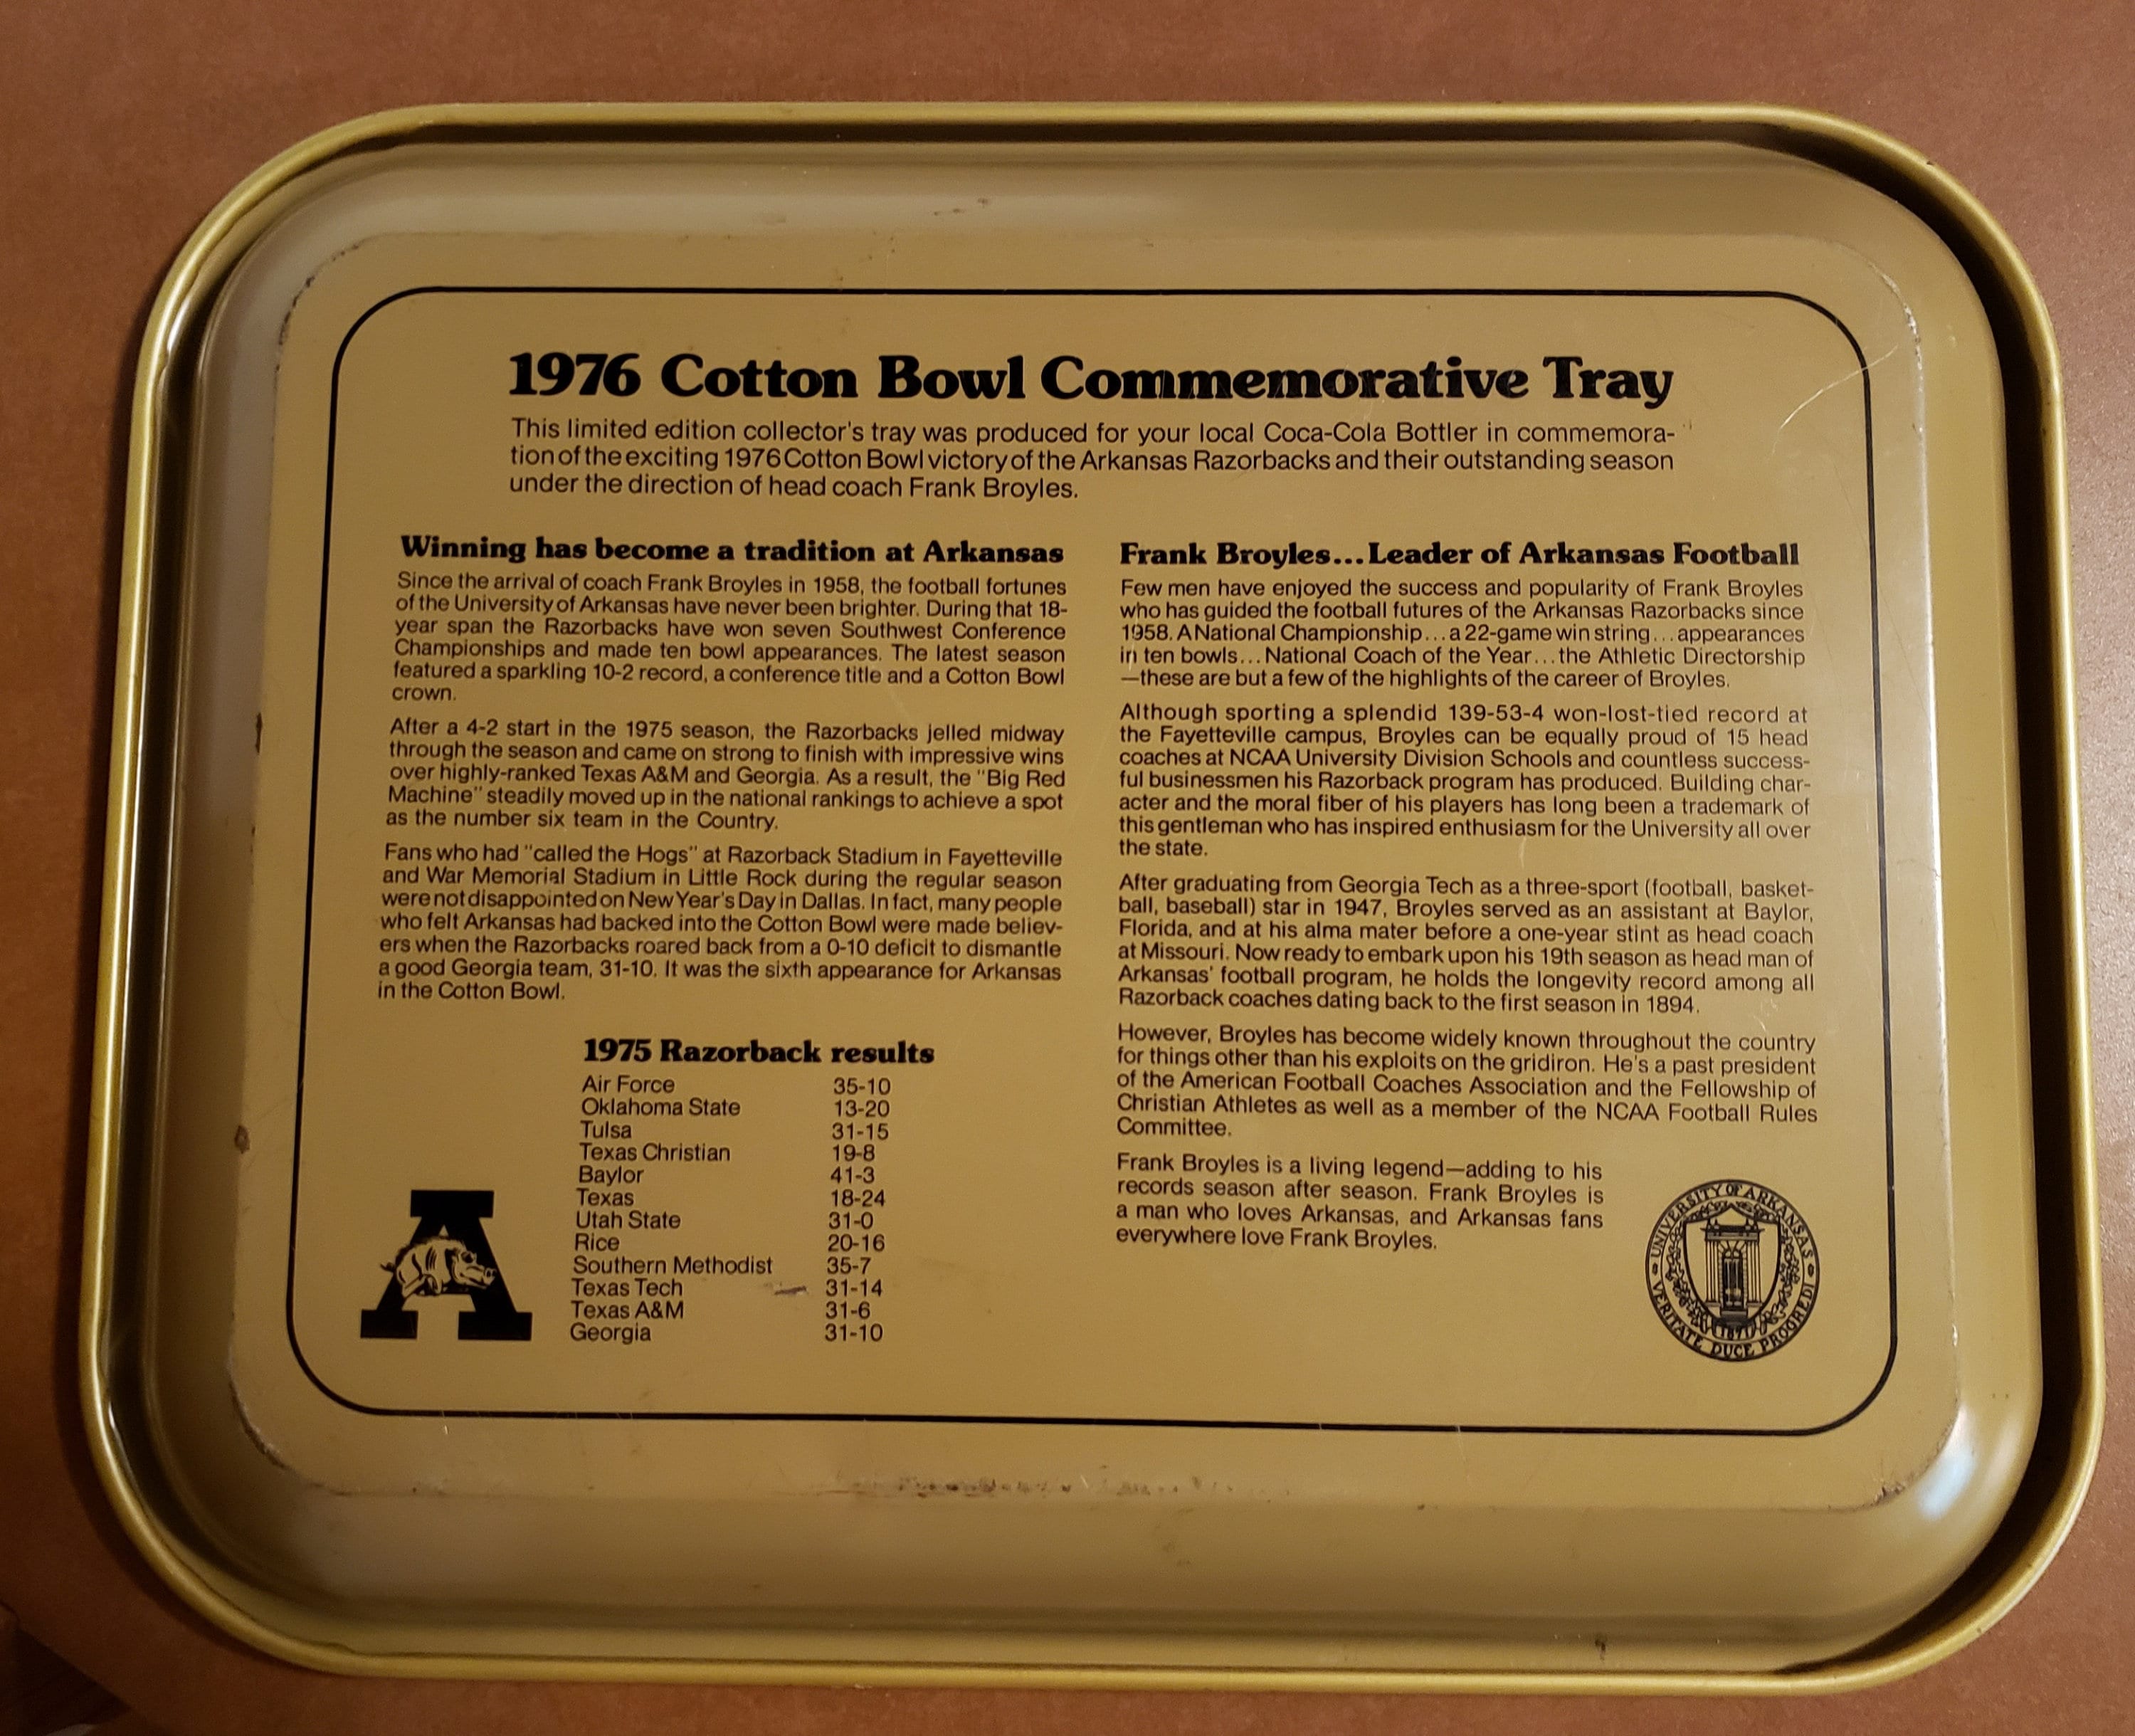 1976 Cotton Bowl Commemorative Tray
This limited edition collector's tray was produced for your local Coca-Cola Bottler in commemora-
tion of the exciting 1976 Cotton Bowl victory of the Arkansas Razorbacks and their outstanding season
under the direction of head coach Frank Broyles.
Winning has become a tradition at Arkansas
Since the arrival of coach Frank Broyles in 1958, the football fortunes
of the University of Arkansas have never been brighter. During that 18-
year span the Razorbacks have won seven Southwest Conference
Championships and made ten bowl appearances. The latest season
featured a sparkling 10-2 record, a conference title and a Cotton Bowl
crown.
After a 4-2 start in the 1975 season, the Razorbacks jelled midway
through the season and came on strong to finish with impressive wins
over highly-ranked Texas A&M and Georgia. As a result, the "Big Red
Machine" steadily moved up in the national rankings to achieve a spot
as the number six team in the Country.
Fans who had "called the Hogs" at Razorback Stadium in Fayetteville
and War Memorial Stadium in Little Rock during the regular season
were not disappointed on New Year's Day in Dallas. In fact, many people
who felt Arkansas had backed into the Cotton Bowl were made believ-
ers when the Razorbacks roared back from a 0-10 deficit to dismantle
a good Georgia team, 31-10. It was the sixth appearance for Arkansas
in the Cotton Bowl.
1975 Razorback results
Air Force 35-10
Oklahoma State 13-20
Tulsa 31-15
Texas Christian 19-8
Baylor 41-3
Texas 18-24
Utah State 31-0
Rice 20-16
Southern Methodist 35-7
Texas Tech 31-14
Texas A&M 31-6
Georgia 31-10
A
Frank Broyles...Leader of Arkansas Football
Few men have enjoyed the success and popularity of Frank Broyles
who has guided the football futures of the Arkansas Razorbacks since
1958. A National Championship...a 22-game win string...appearances
in ten bowls...National Coach of the Year...the Athletic Directorship
—these are but a few of the highlights of the career of Broyles.
Although sporting a splendid 139-53-4 won-lost-tied record at
the Fayetteville campus, Broyles can be equally proud of 15 head
coaches at NCAA University Division Schools and countless success-
ful businessmen his Razorback program has produced. Building char-
acter and the moral fiber of his players has long been a trademark of
this gentleman who has inspired enthusiasm for the University all over
the state.
After graduating from Georgia Tech as a three-sport (football, basket-
ball, baseball) star in 1947, Broyles served as an assistant at Baylor,
Florida, and at his alma mater before a one-year stint as head coach
at Missouri. Now ready to embark upon his 19th season as head man of
Arkansas' football program, he holds the longevity record among all
Razorback coaches dating back to the first season in 1894.
However, Broyles has become widely known throughout the country
for things other than his exploits on the gridiron. He's a past president
of the American Football Coaches Association and the Fellowship of
Christian Athletes as well as a member of the NCAA Football Rules
Committee.
Frank Broyles is a living legend—adding to his
records season after season. Frank Broyles is
a man who loves Arkansas, and Arkansas fans
everywhere love Frank Broyles.
UNIVERSITY OF ARKANSAS
VERITATE DUCE PROGREDI
1871